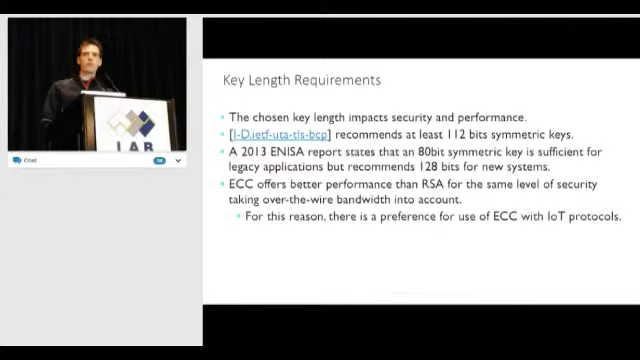 Key Length Requirements
The chosen key length impacts security and performance.
[I-D.ietf-uta-tls-bcp] recommends at least 112 bits symmetric keys.
A 2013 ENISA report states that an 80bit symmetric key is sufficient for
legacy applications but recommends 128 bits for new systems.
ECC offers better performance than RSA for the same level of security
taking over-the-wire bandwidth into account.
For this reason, there is a preference for use of ECC with IoT protocols.
IAB
Chat